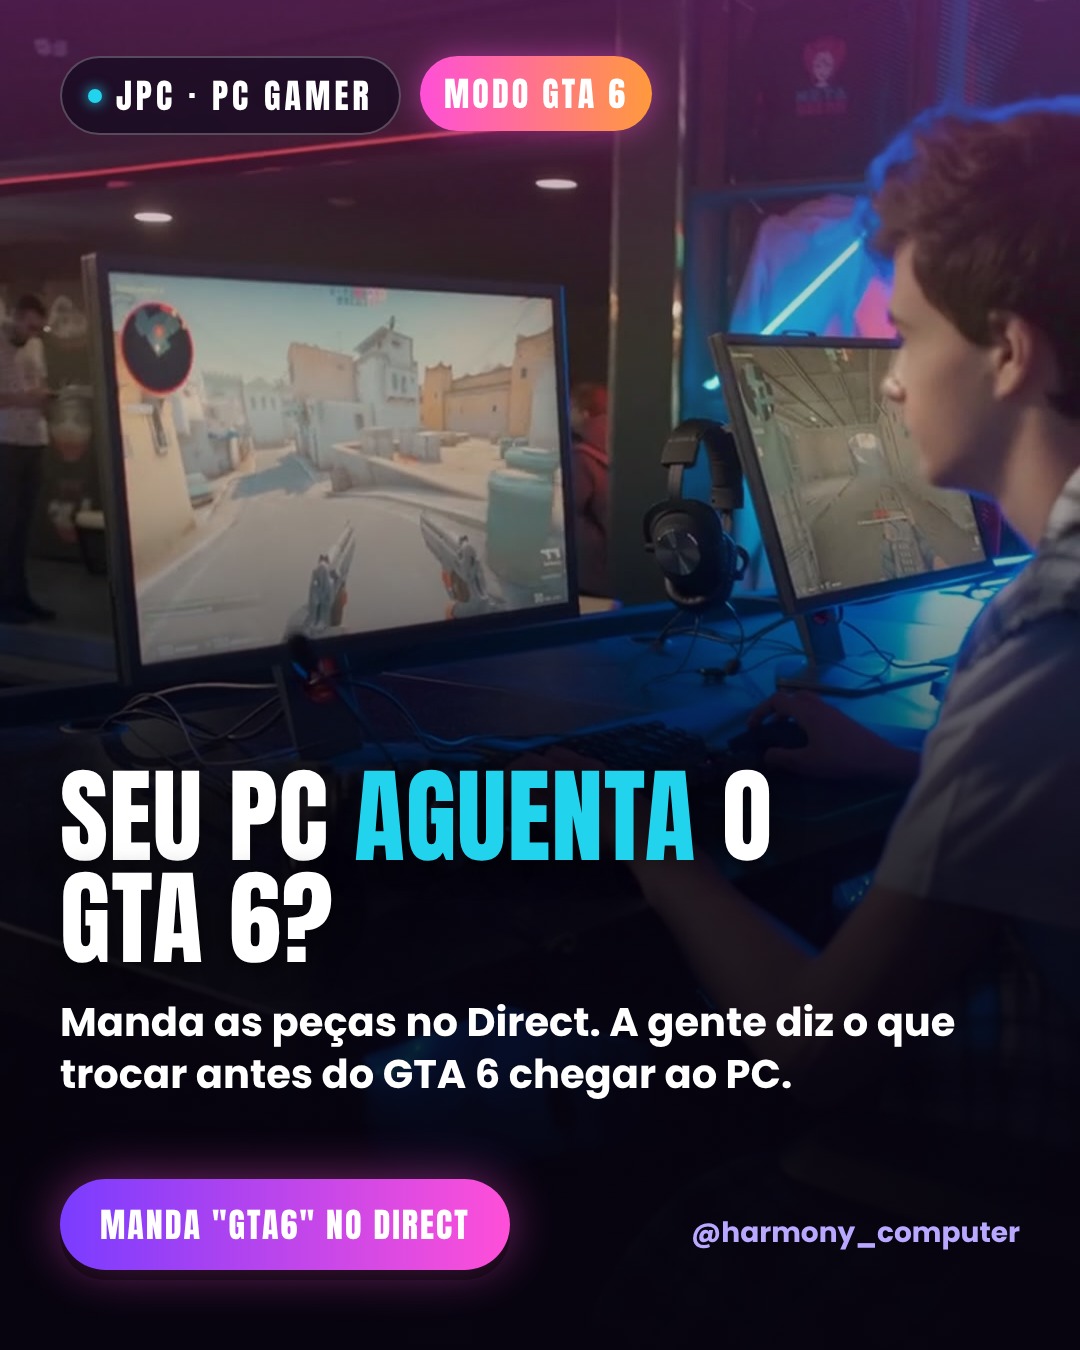 JPC · PC GAMER
MODO GTA 6
SEU PC AGUENTA O
GTA 6?
Manda as peças no Direct. A gente diz o que
trocar antes do GTA 6 chegar ao PC.
MANDA "GTA6" NO DIRECT
@harmony_computer